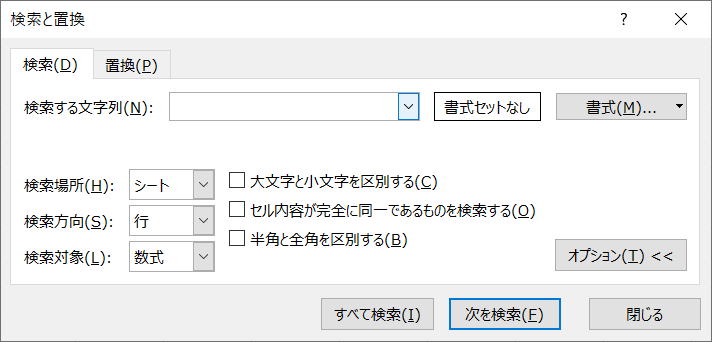 検索と置換 ?
検索(D) 置換(P)
検索する文字列(N): 書式セットなし 書式(M)...
検索場所(H): シート 大文字と小文字を区別する(C)
検索方向(S): 行 セル内容が完全に同一であるものを検索する(O)
検索対象(L): 数式 半角と全角を区別する(B)
オプション(T) <<
すべて検索(I) 次を検索(F) 閉じる